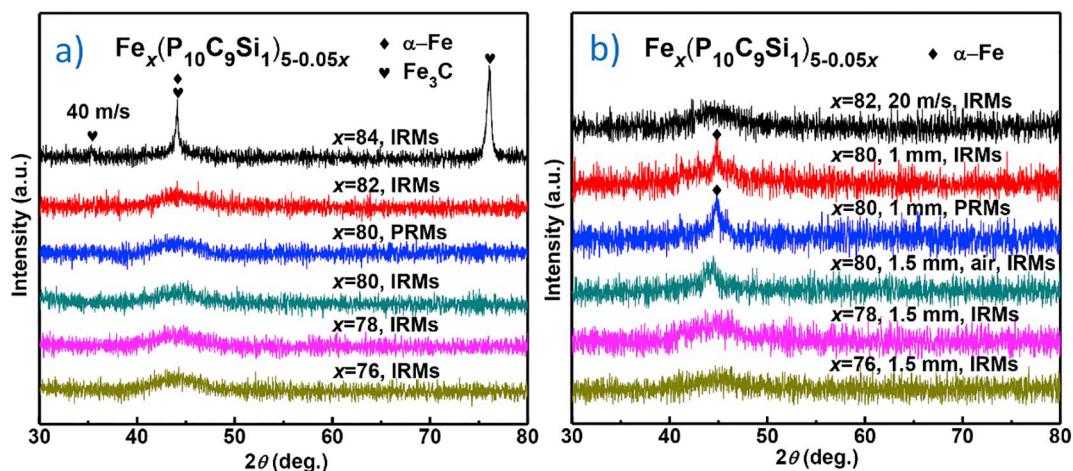 a)
Feₓ(P₁₀C₉Si₁)₅₋₀.₀₅ₓ
♦ α–Fe
♥ Fe₃C
40 m/s
x=84, IRMs
x=82, IRMs
x=80, PRMs
x=80, IRMs
x=78, IRMs
x=76, IRMs
Intensity (a.u.)
30 40 50 60 70 80
2θ (deg.)
b)
Feₓ(P₁₀C₉Si₁)₅₋₀.₀₅ₓ
♦ α–Fe
x=82, 20 m/s, IRMs
x=80, 1 mm, IRMs
x=80, 1 mm, PRMs
x=80, 1.5 mm, air, IRMs
x=78, 1.5 mm, IRMs
x=76, 1.5 mm, IRMs
Intensity (a.u.)
30 40 50 60 70 80
2θ (deg.)